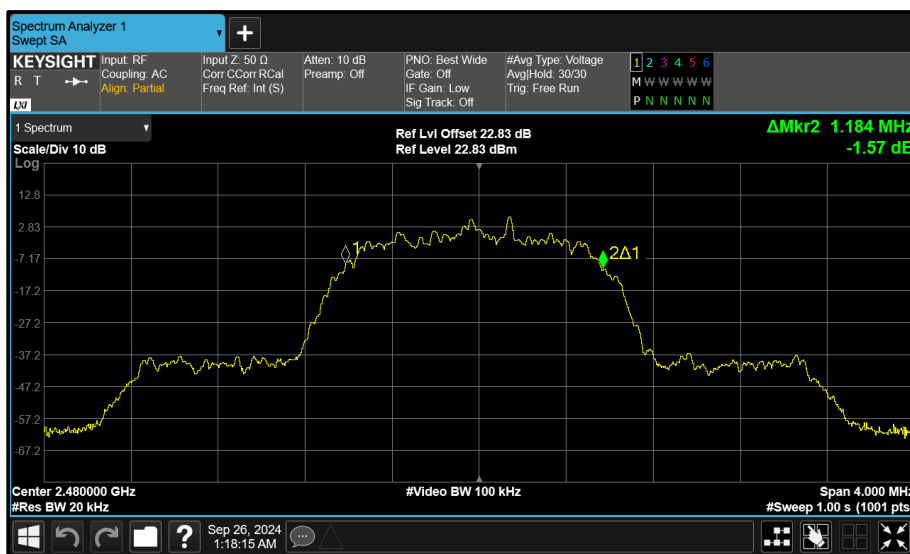 Spectrum Analyzer 1
Swept SA
+
KEYSIGHT
R T
LXI
Input: RF
Coupling: AC
Align: Partial
Input Z: 50 Ω
Corr CCorr RCal
Freq Ref: Int (S)
Atten: 10 dB
Preamp: Off
PNO: Best Wide
Gate: Off
IF Gain: Low
Sig Track: Off
#Avg Type: Voltage
Avg|Hold: 30/30
Trig: Free Run
1 2 3 4 5 6
M W W W W W
P N N N N N
1 Spectrum
Scale/Div 10 dB
Ref Lvl Offset 22.83 dB
Ref Level 22.83 dBm
ΔMkr2 1.184 MHz
-1.57 dB
Log
12.8
2.83
-7.17
-17.2
-27.2
-37.2
-47.2
-57.2
-67.2
1
2Δ1
Center 2.480000 GHz
#Res BW 20 kHz
#Video BW 100 kHz
Span 4.000 MHz
#Sweep 1.00 s (1001 pts
?
Sep 26, 2024
1:18:15 AM